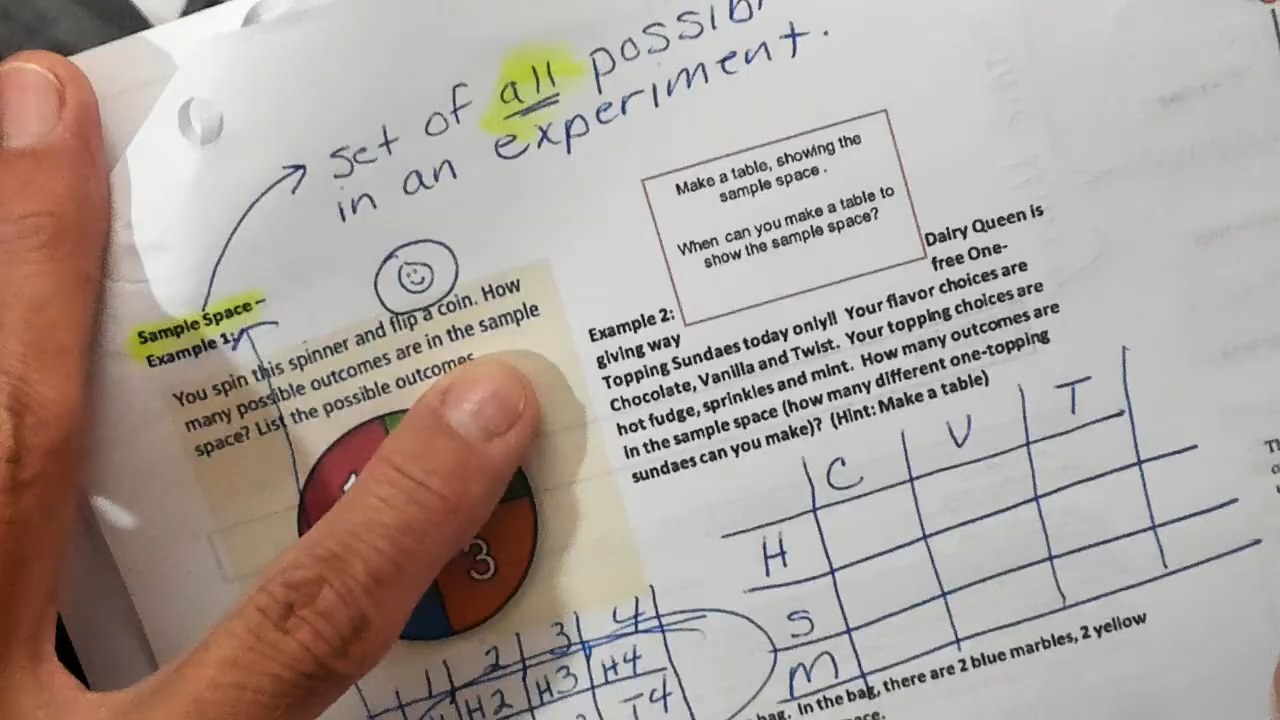 set of all possib
in an experiment.
Make a table, showing the
sample space.
When can you make a table to
show the sample space?
Sample Space –
Example 1:
You spin this spinner and flip a coin. How
many possible outcomes are in the sample
space? List the possible outcomes
3
1 2 3 4
H2 H3 H4
T4
Example 2:
Dairy Queen is
giving way
free One-
Topping Sundaes today only!! Your flavor choices are
Chocolate, Vanilla and Twist. Your topping choices are
hot fudge, sprinkles and mint. How many outcomes are
in the sample space (how many different one-topping
sundaes can you make)? (Hint: Make a table)
C V T
H
S
M
bag. In the bag, there are 2 blue marbles, 2 yellow